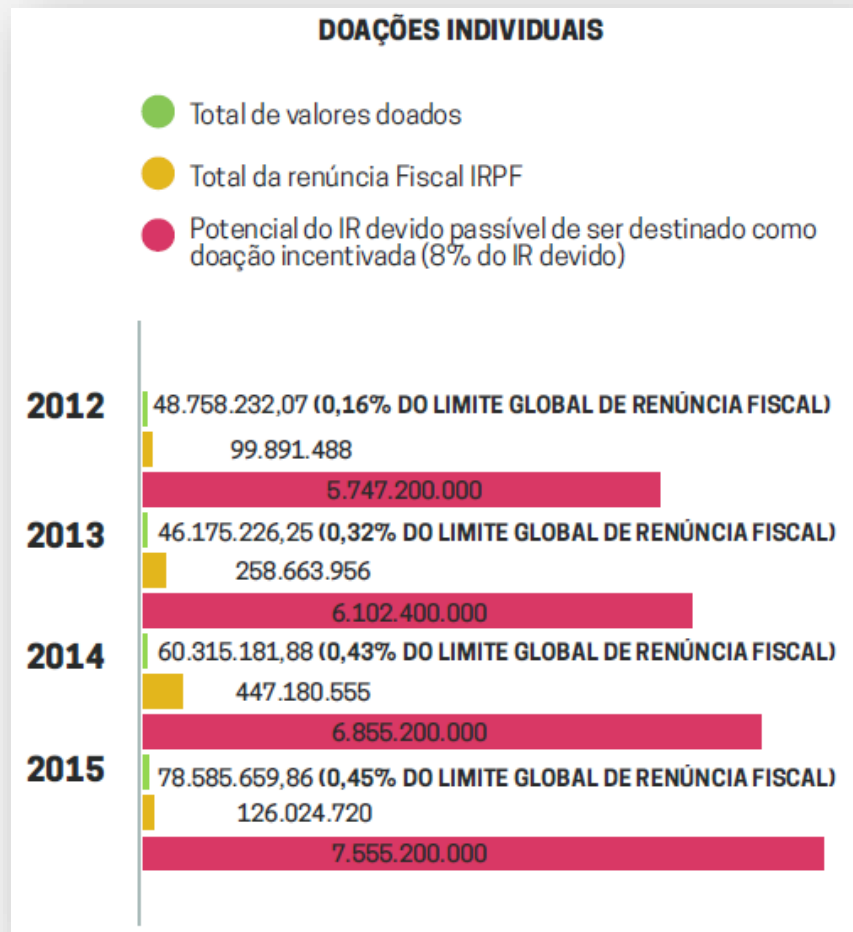 DOAÇÕES INDIVIDUAIS
Total de valores doados
Total da renúncia Fiscal IRPF
Potencial do IR devido passível de ser destinado como
doação incentivada (8% do IR devido)
2012
48.758.232,07 (0,16% DO LIMITE GLOBAL DE RENÚNCIA FISCAL)
99.891.488
5.747.200.000
2013
46.175.226,25 (0,32% DO LIMITE GLOBAL DE RENÚNCIA FISCAL)
258.663.956
6.102.400.000
2014
60.315.181,88 (0,43% DO LIMITE GLOBAL DE RENÚNCIA FISCAL)
447.180.555
6.855.200.000
2015
78.585.659,86 (0,45% DO LIMITE GLOBAL DE RENÚNCIA FISCAL)
126.024.720
7.555.200.000